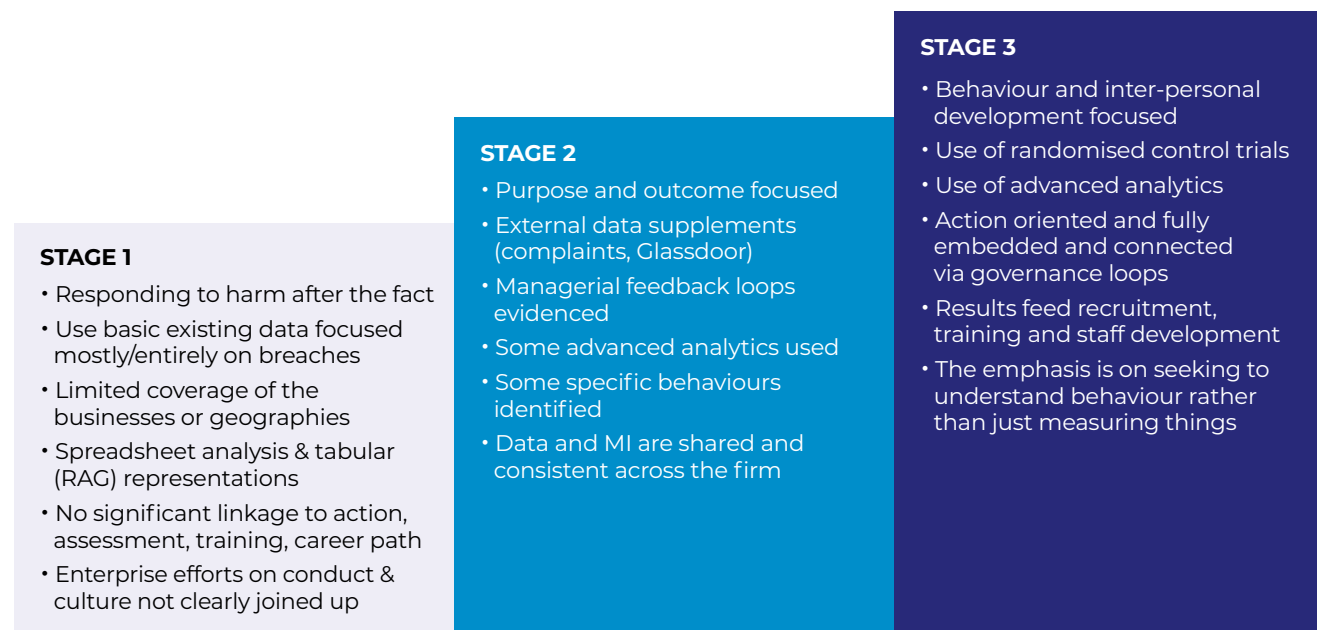 STAGE 1
• Responding to harm after the fact
• Use basic existing data focused
mostly/entirely on breaches
• Limited coverage of the
businesses or geographies
• Spreadsheet analysis & tabular
(RAG) representations
• No significant linkage to action,
assessment, training, career path
• Enterprise efforts on conduct &
culture not clearly joined up
STAGE 2
• Purpose and outcome focused
• External data supplements
(complaints, Glassdoor)
• Managerial feedback loops
evidenced
• Some advanced analytics used
• Some specific behaviours
identified
• Data and MI are shared and
consistent across the firm
STAGE 3
• Behaviour and inter-personal
development focused
• Use of randomised control trials
• Use of advanced analytics
• Action oriented and fully
embedded and connected
via governance loops
• Results feed recruitment,
training and staff development
• The emphasis is on seeking to
understand behaviour rather
than just measuring things